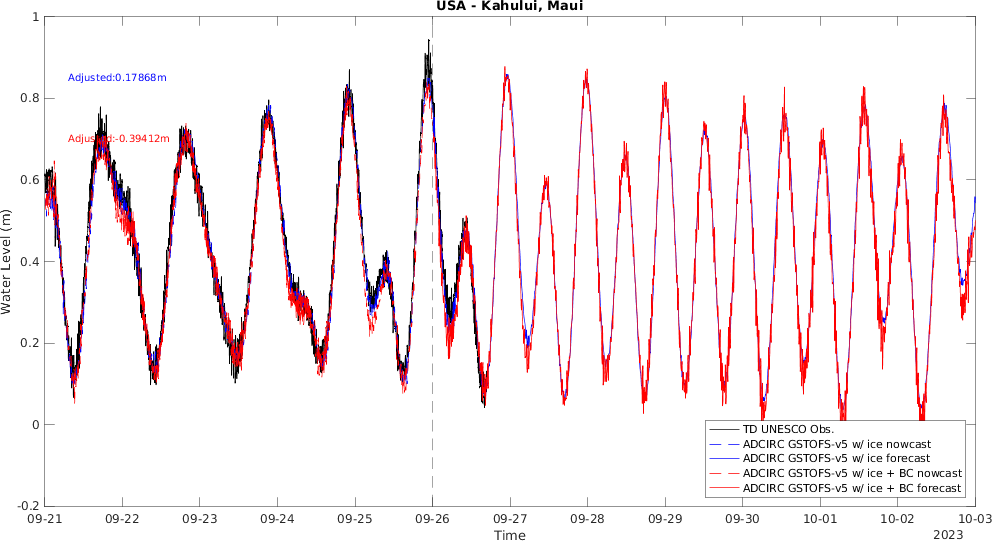 USA - Kahului, Maui
1
0.8
0.6
0.4
0.2
0
-0.2
Water Level (m)
Adjusted:0.17868m
Adjusted:-0.39412m
TD UNESCO Obs.
ADCIRC GSTOFS-v5 w/ ice nowcast
ADCIRC GSTOFS-v5 w/ ice forecast
ADCIRC GSTOFS-v5 w/ ice + BC nowcast
ADCIRC GSTOFS-v5 w/ ice + BC forecast
09-21 09-22 09-23 09-24 09-25 09-26 09-27 09-28 09-29 09-30 10-01 10-02 10-03
Time
2023